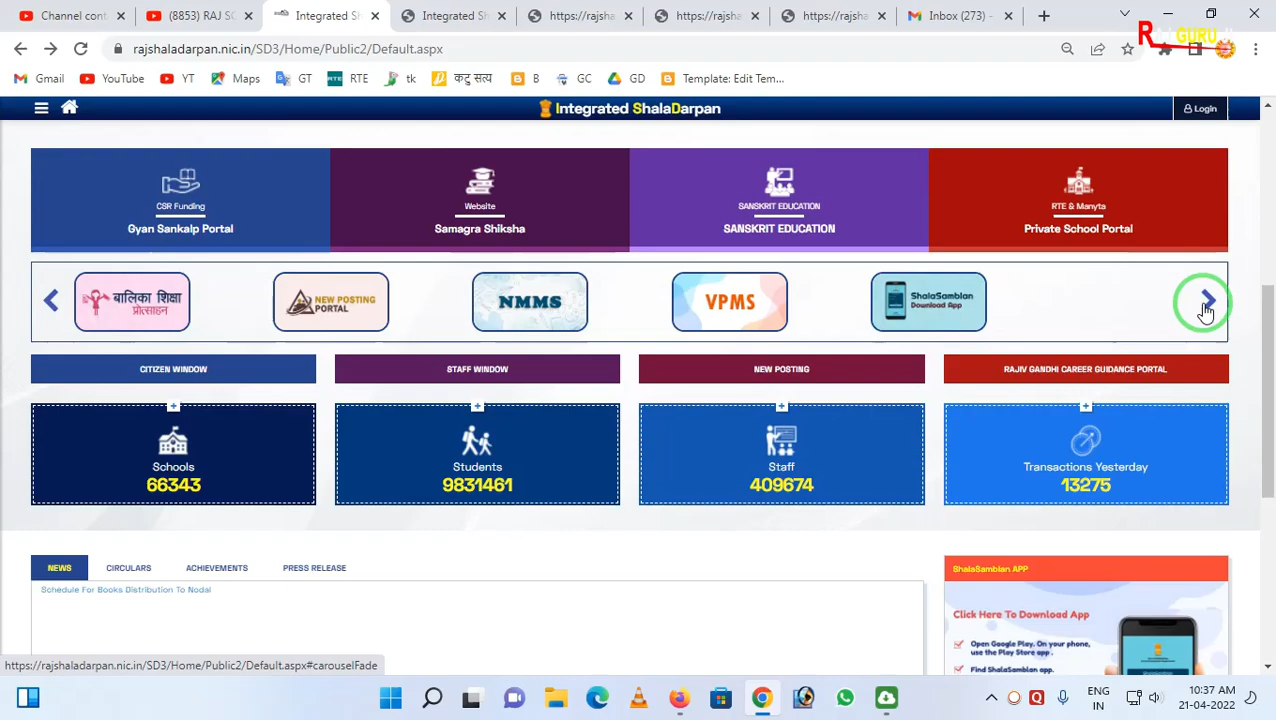 Channel content
(8853) RAJ SC
Integrated Sh
Integrated Sh
https://rajsha
https://rajsh
https://rajsha
Inbox (273) -
rajshaladarpan.nic.in/SD3/Home/Public2/Default.aspx
R GURU
Gmail YouTube YT Maps GT RTE tk कटु सत्य B GC GD Template: Edit Tem...
Integrated ShalaDarpan
Login
CSR Funding
Gyan Sankalp Portal
Website
Samagra Shiksha
SANSKRIT EDUCATION
SANSKRIT EDUCATION
RTE & Manyta
Private School Portal
बालिका शिक्षा
प्रोत्साहन
NEW POSTING
PORTAL
NMMS
VPMS
ShalaSamblan
Download App
CITIZEN WINDOW
STAFF WINDOW
NEW POSTING
RAJIV GANDHI CAREER GUIDANCE PORTAL
Schools
66343
Students
9831461
Staff
409674
Transactions Yesterday
13275
NEWS CIRCULARS ACHIEVEMENTS PRESS RELEASE
Schedule For Books Distribution To Nodal
ShalaSamblan APP
Click Here To Download App
Open Google Play. On your phone,
use the Play Store app .
Find ShalaSamblan app.
https://rajshaladarpan.nic.in/SD3/Home/Public2/Default.aspx#carouselFade
ENG
IN
10:37 AM
21-04-2022